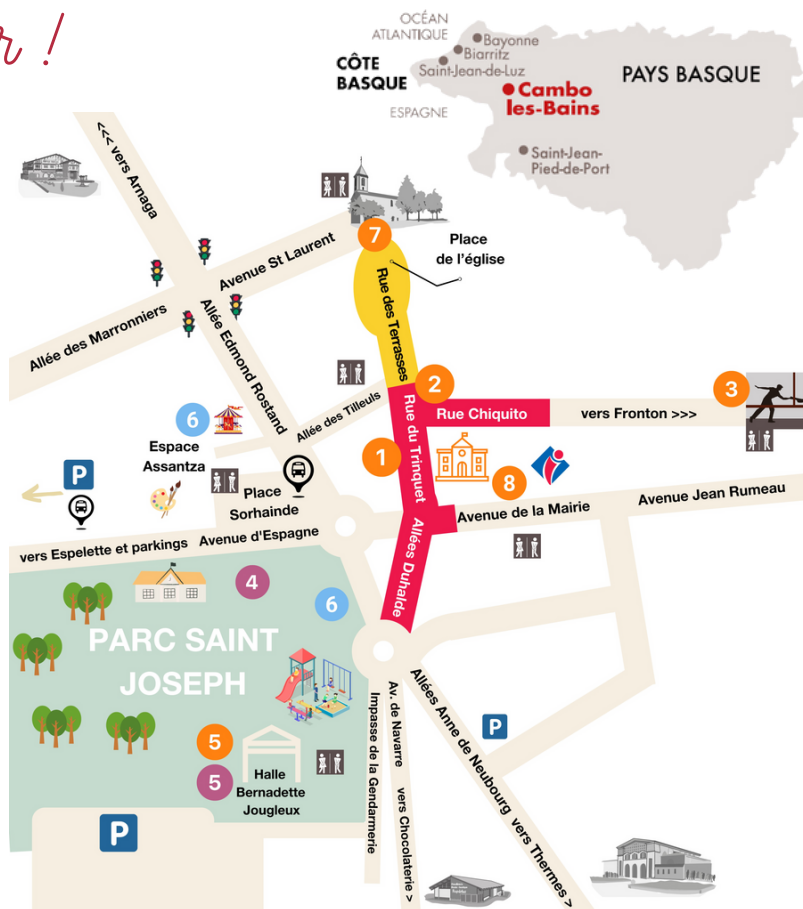 r !
OCÉAN
ATLANTIQUE
Bayonne
Biarritz
Saint-Jean-de-Luz
CÔTE
BASQUE
PAYS BASQUE
Cambo
les-Bains
ESPAGNE
Saint-Jean-
Pied-de-Port
<<< vers Arnaga
7
Place
de l'église
Avenue St Laurent
Rue des Terrasses
Allée des Marronniers
Allée Edmond Rostand
2
3
Allée des Tilleuls
Rue Chiquito
vers Fronton >>>
6
Rue du Trinquet
Espace
Assantza
1
P
8
Place
Sorhainde
Avenue de la Mairie
Avenue Jean Rumeau
vers Espelette et parkings
Avenue d'Espagne
Allées Duhalde
4
6
PARC SAINT
JOSEPH
Impasse de la Gendarmerie
Av. de Navarre
vers Chocolaterie >
Allées Anne de Neubourg
vers Thermes >
P
5
5
Halle
Bernadette
Jougleux
P